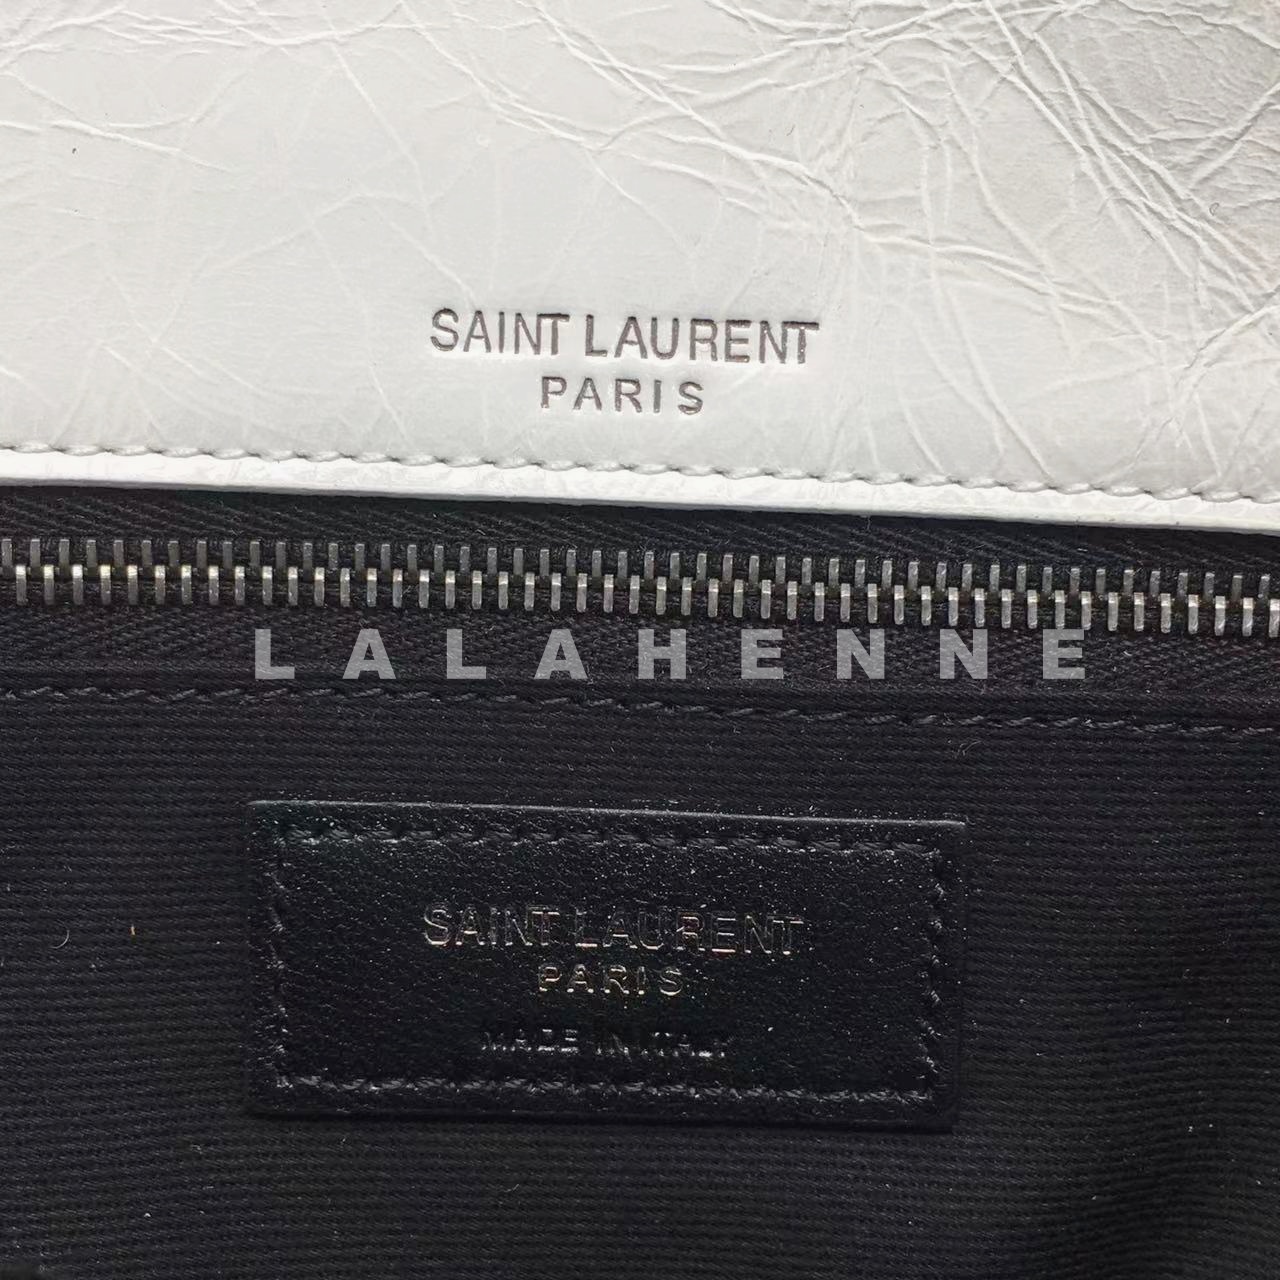 SAINT LAURENT
PARIS
LALAHENNE
SAINT LAURENT
PARIS
MADE IN ITALY